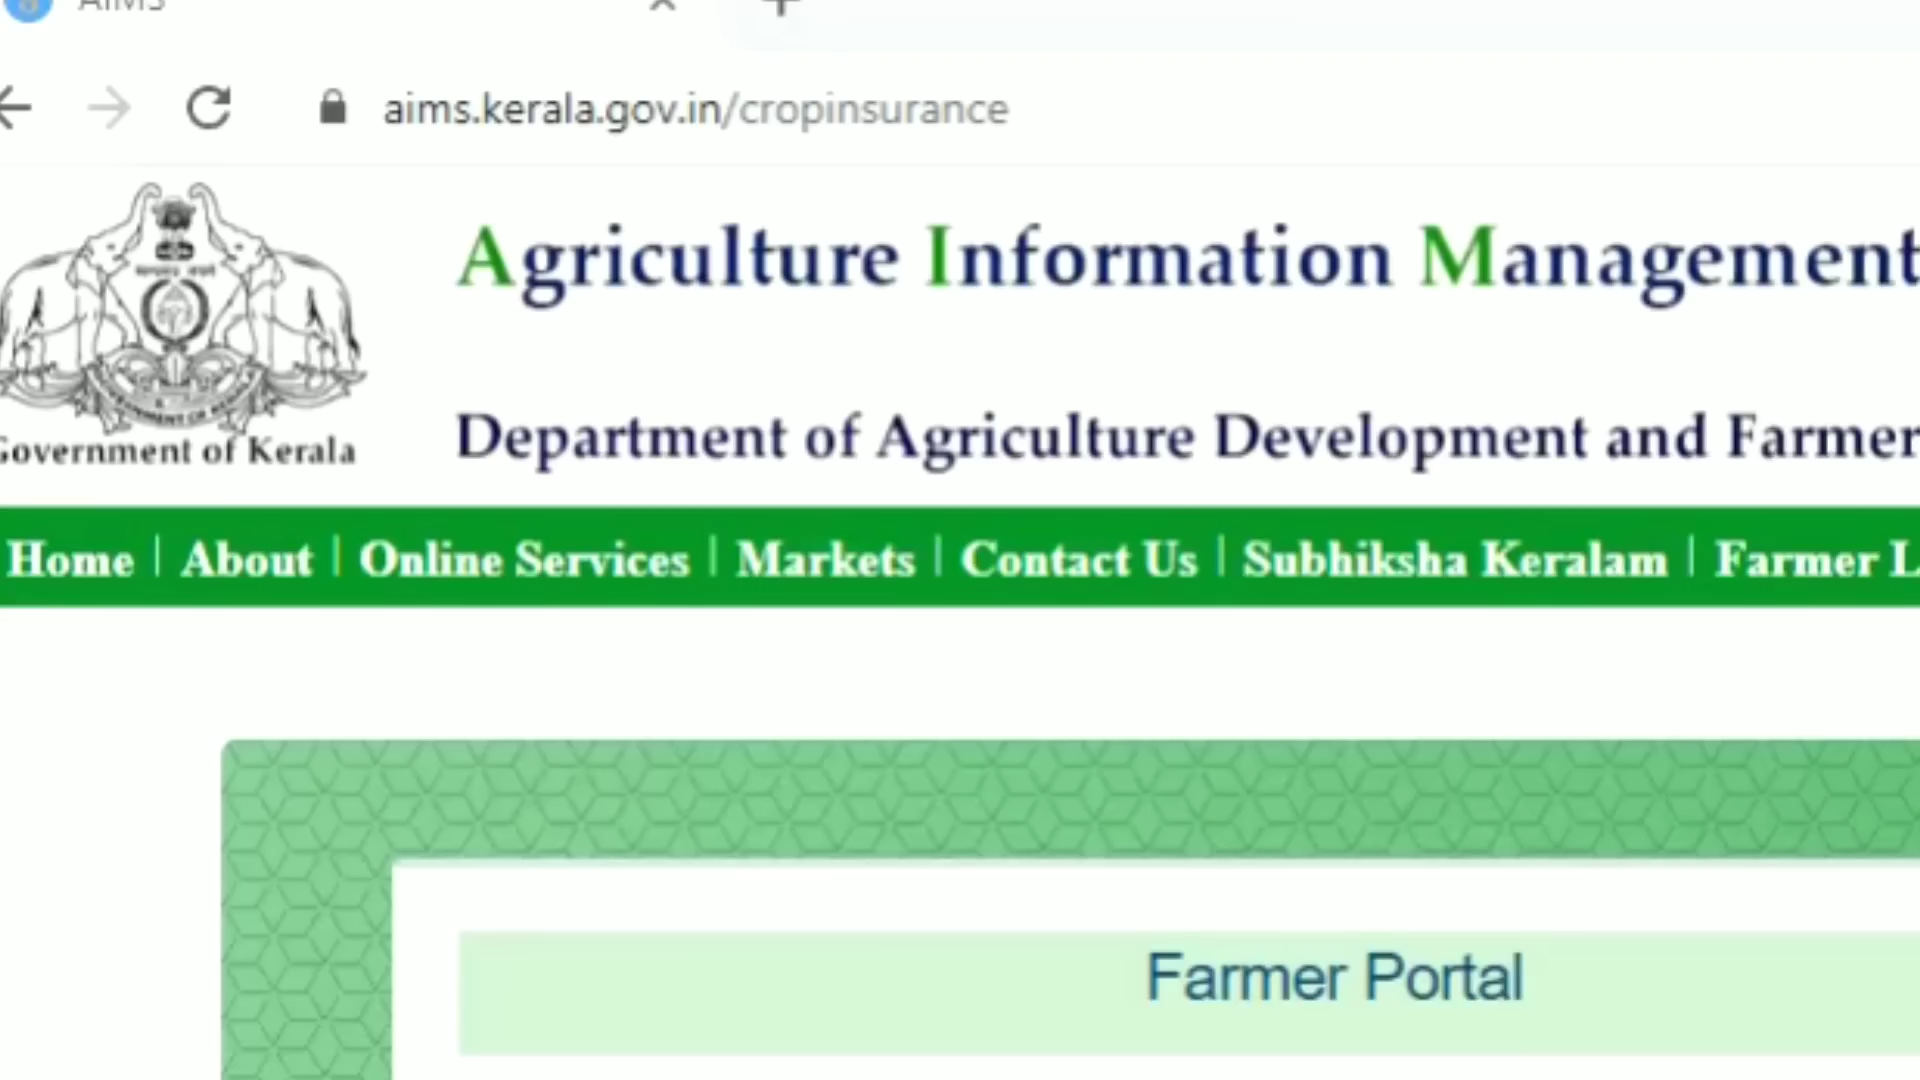 AIMS
aims.kerala.gov.in/cropinsurance
Agriculture Information Management
Government of Kerala
Department of Agriculture Development and Farmer
Home | About | Online Services | Markets | Contact Us | Subhiksha Keralam | Farmer L
Farmer Portal